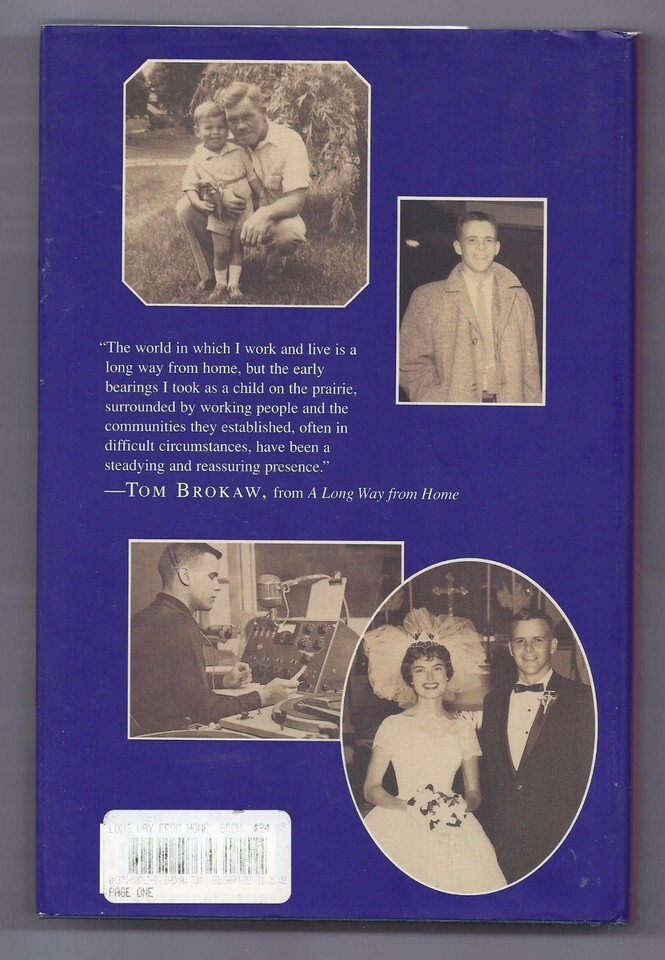 “The world in which I work and live is a
long way from home, but the early
bearings I took as a child on the prairie,
surrounded by working people and the
communities they established, often in
difficult circumstances, have been a
steadying and reassuring presence.”
—TOM BROKAW, from A Long Way from Home
LONG WAY FROM HOME
PAGE ONE